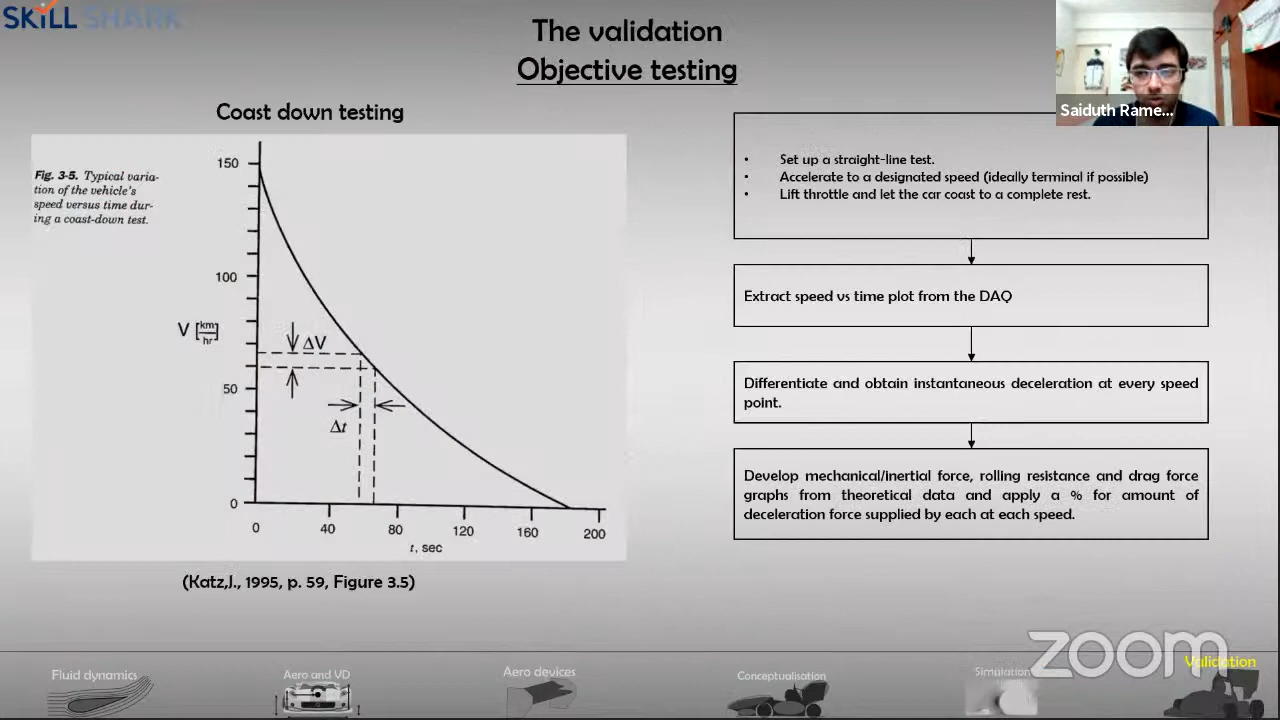 SKILL SHARK
The validation
Objective testing
Saiduth Rame...
Coast down testing
Fig. 3-5. Typical varia-
tion of the vehicle's
speed versus time dur-
ing a coast-down test.
150
100
V [km/hr]
50
0
ΔV
Δt
0 40 80 120 160 200
t, sec
(Katz,J., 1995, p. 59, Figure 3.5)
• Set up a straight-line test.
• Accelerate to a designated speed (ideally terminal if possible)
• Lift throttle and let the car coast to a complete rest.
Extract speed vs time plot from the DAQ
Differentiate and obtain instantaneous deceleration at every speed
point.
Develop mechanical/inertial force, rolling resistance and drag force
graphs from theoretical data and apply a % for amount of
deceleration force supplied by each at each speed.
zoom
Fluid dynamics
Aero and VD
Aero devices
Conceptualisation
Simulation
Validation